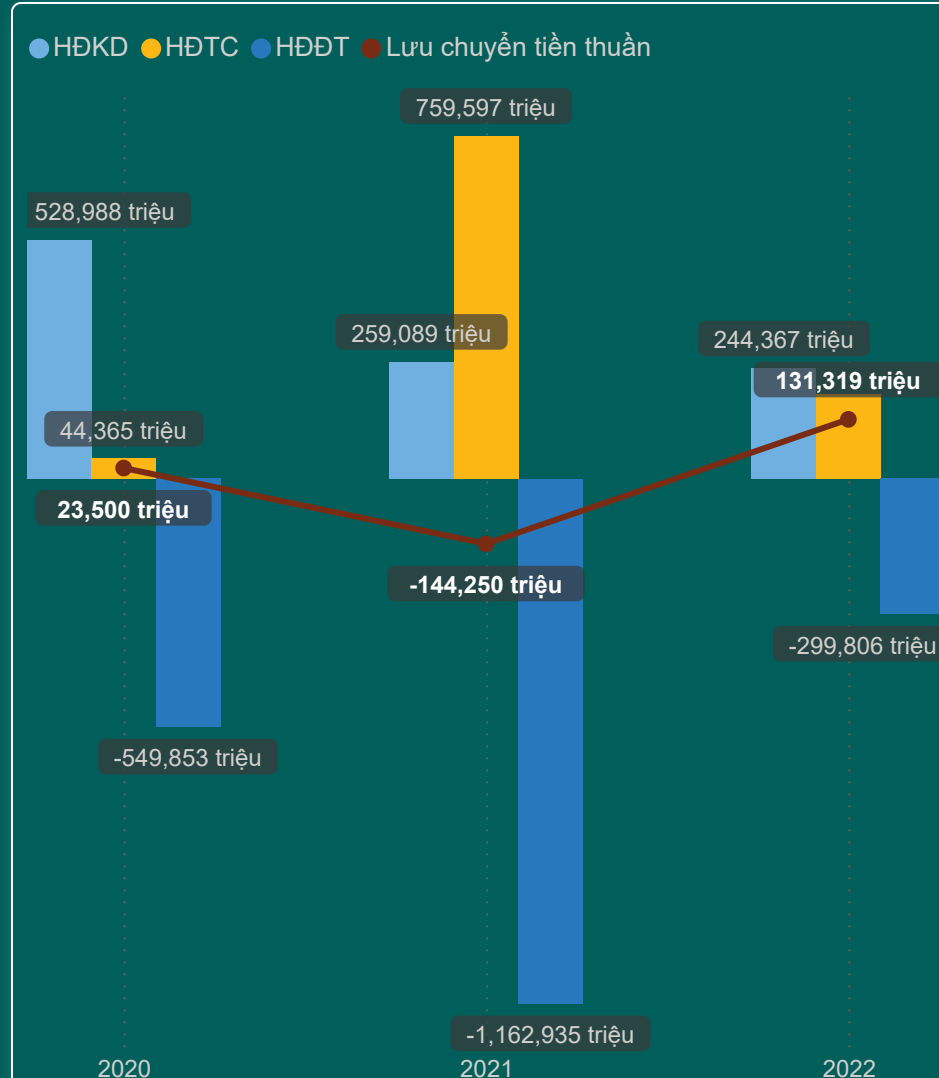 HĐKD HĐTC HĐĐT Lưu chuyển tiền thuần
759,597 triệu
528,988 triệu
259,089 triệu
244,367 triệu
131,319 triệu
44,365 triệu
23,500 triệu
-144,250 triệu
-299,806 triệu
-549,853 triệu
-1,162,935 triệu
2020 2021 2022